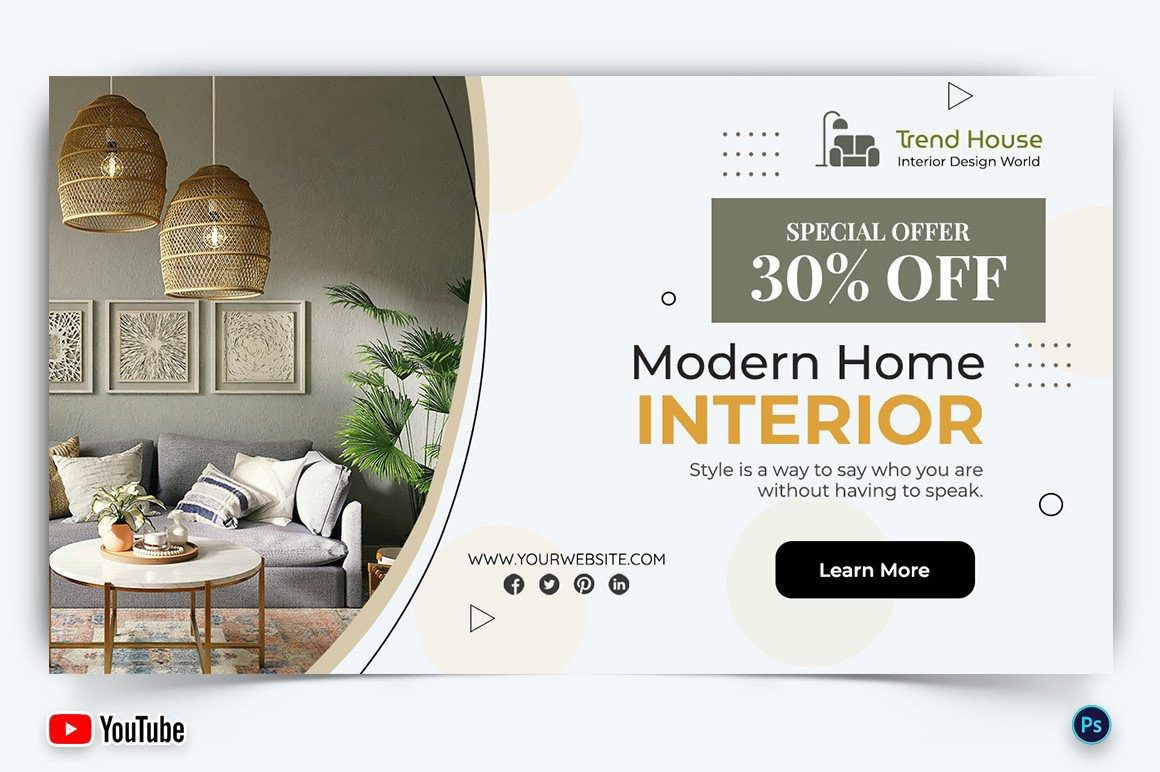 Trend House
Interior Design World
SPECIAL OFFER
30% OFF
Modern Home
INTERIOR
Style is a way to say who you are
without having to speak.
WWW.YOURWEBSITE.COM
Learn More
YouTube
Ps